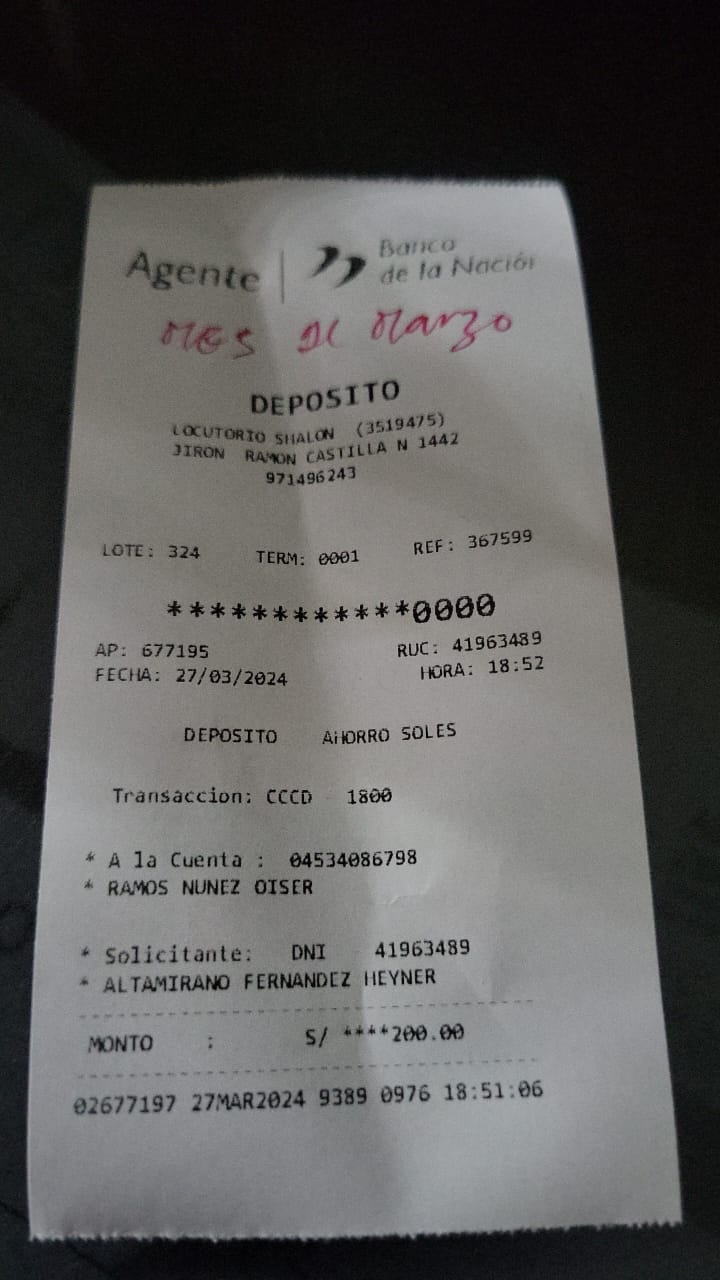 Agente | Banco
de la Nación
MES DE MARZO
DEPOSITO
LOCUTORIO SHALON (3519475)
JIRON RAMON CASTILLA N 1442
971496243
LOTE: 324 TERM: 0001 REF: 367599
************0000
AP: 677195 RUC: 41963489
FECHA: 27/03/2024 HORA: 18:52
DEPOSITO AHORRO SOLES
Transaccion: CCCD 1800
* A la Cuenta : 04534086798
* RAMOS NUNEZ OISER
* Solicitante: DNI 41963489
* ALTAMIRANO FERNANDEZ HEYNER
MONTO : S/ ****200.00
02677197 27MAR2024 9389 0976 18:51:06